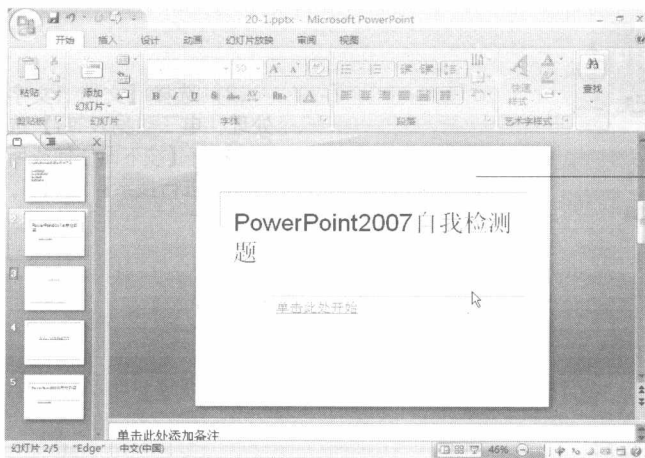 20-1.pptx - Microsoft PowerPoint
开始 插入 设计 动画 幻灯片放映 审阅 视图
粘贴 添加幻灯片 快速样式 查找
剪贴板 幻灯片 字体 段落 艺术字样式
PowerPoint2007自我检测
题
单击此处开始
3
4
5
单击此处添加备注
幻灯片 2/5 "Edge" 中文(中国) 46%